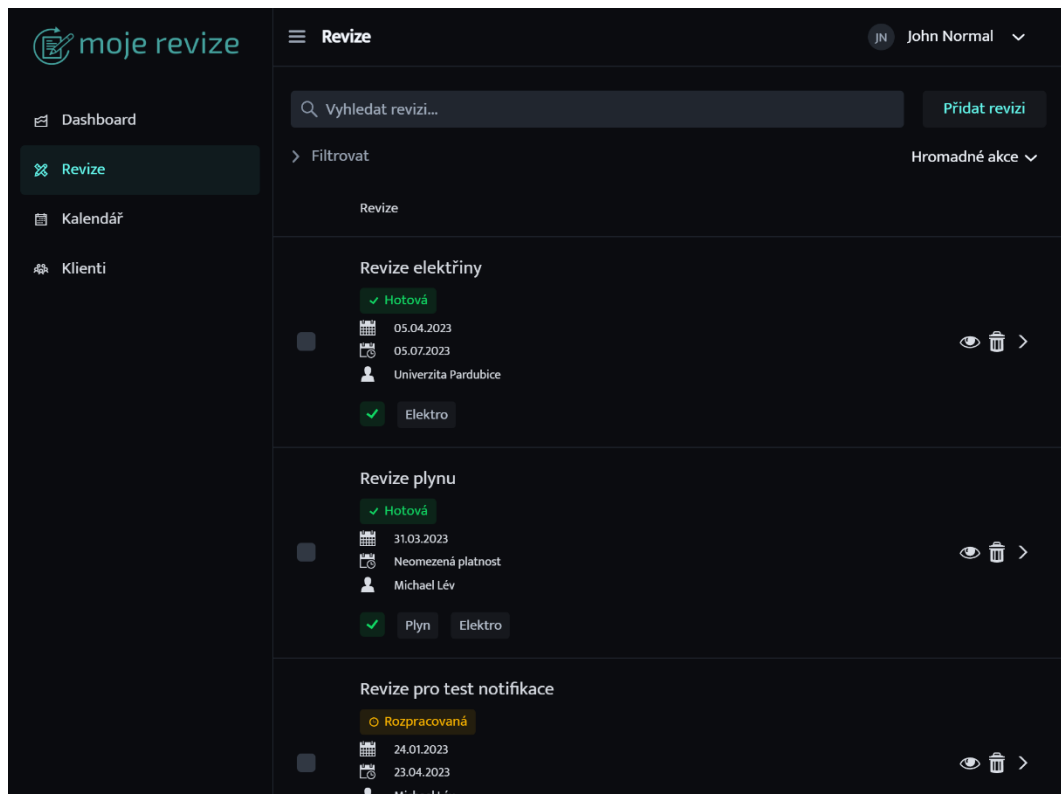 moje revize
Revize
JN
John Normal
Dashboard
Revize
Kalendář
Klienti
Vyhledat revizi...
Přidat revizi
Filtrovat
Hromadné akce
Revize
Revize elektřiny
Hotová
05.04.2023
05.07.2023
Univerzita Pardubice
Elektro
Revize plynu
Hotová
31.03.2023
Neomezená platnost
Michael Lév
Plyn Elektro
Revize pro test notifikace
Rozpracovaná
24.01.2023
23.04.2023